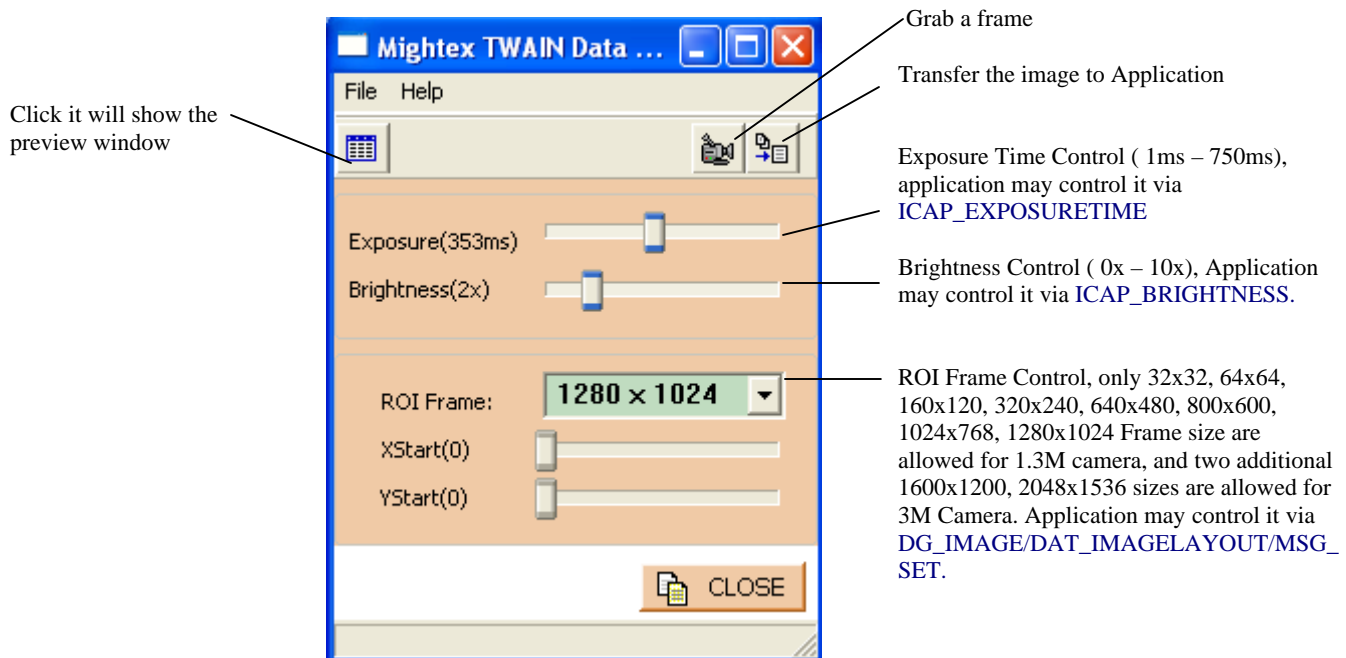 Grab a frame
Mightex TWAIN Data ...
Transfer the image to Application
File Help
Click it will show the
preview window
Exposure Time Control ( 1ms – 750ms),
application may control it via
ICAP_EXPOSURETIME
Exposure(353ms)
Brightness(2x)
Brightness Control ( 0x – 10x), Application
may control it via ICAP_BRIGHTNESS.
ROI Frame:
1280 × 1024
XStart(0)
YStart(0)
ROI Frame Control, only 32x32, 64x64,
160x120, 320x240, 640x480, 800x600,
1024x768, 1280x1024 Frame size are
allowed for 1.3M camera, and two additional
1600x1200, 2048x1536 sizes are allowed for
3M Camera. Application may control it via
DG_IMAGE/DAT_IMAGELAYOUT/MSG_
SET.
CLOSE